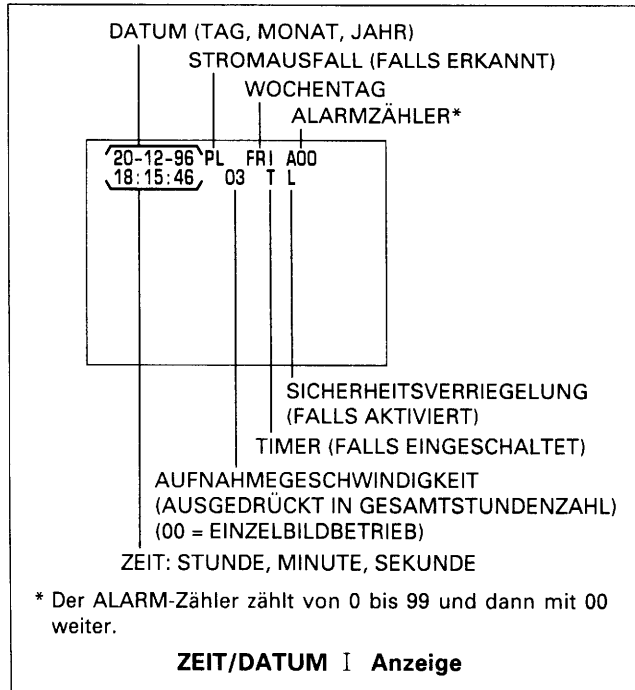 DATUM (TAG, MONAT, JAHR)
STROMAUSFALL (FALLS ERKANNT)
WOCHENTAG
ALARMZÄHLER*
20-12-96 PL FRI A00
18:15:46 03 T L
SICHERHEITSVERRIEGELUNG
(FALLS AKTIVIERT)
TIMER (FALLS EINGESCHALTET)
AUFNAHMEGESCHWINDIGKEIT
(AUSGEDRÜCKT IN GESAMTSTUNDENZAHL)
(00 = EINZELBILDBETRIEB)
ZEIT: STUNDE, MINUTE, SEKUNDE
* Der ALARM-Zähler zählt von 0 bis 99 und dann mit 00
weiter.
ZEIT/DATUM I Anzeige